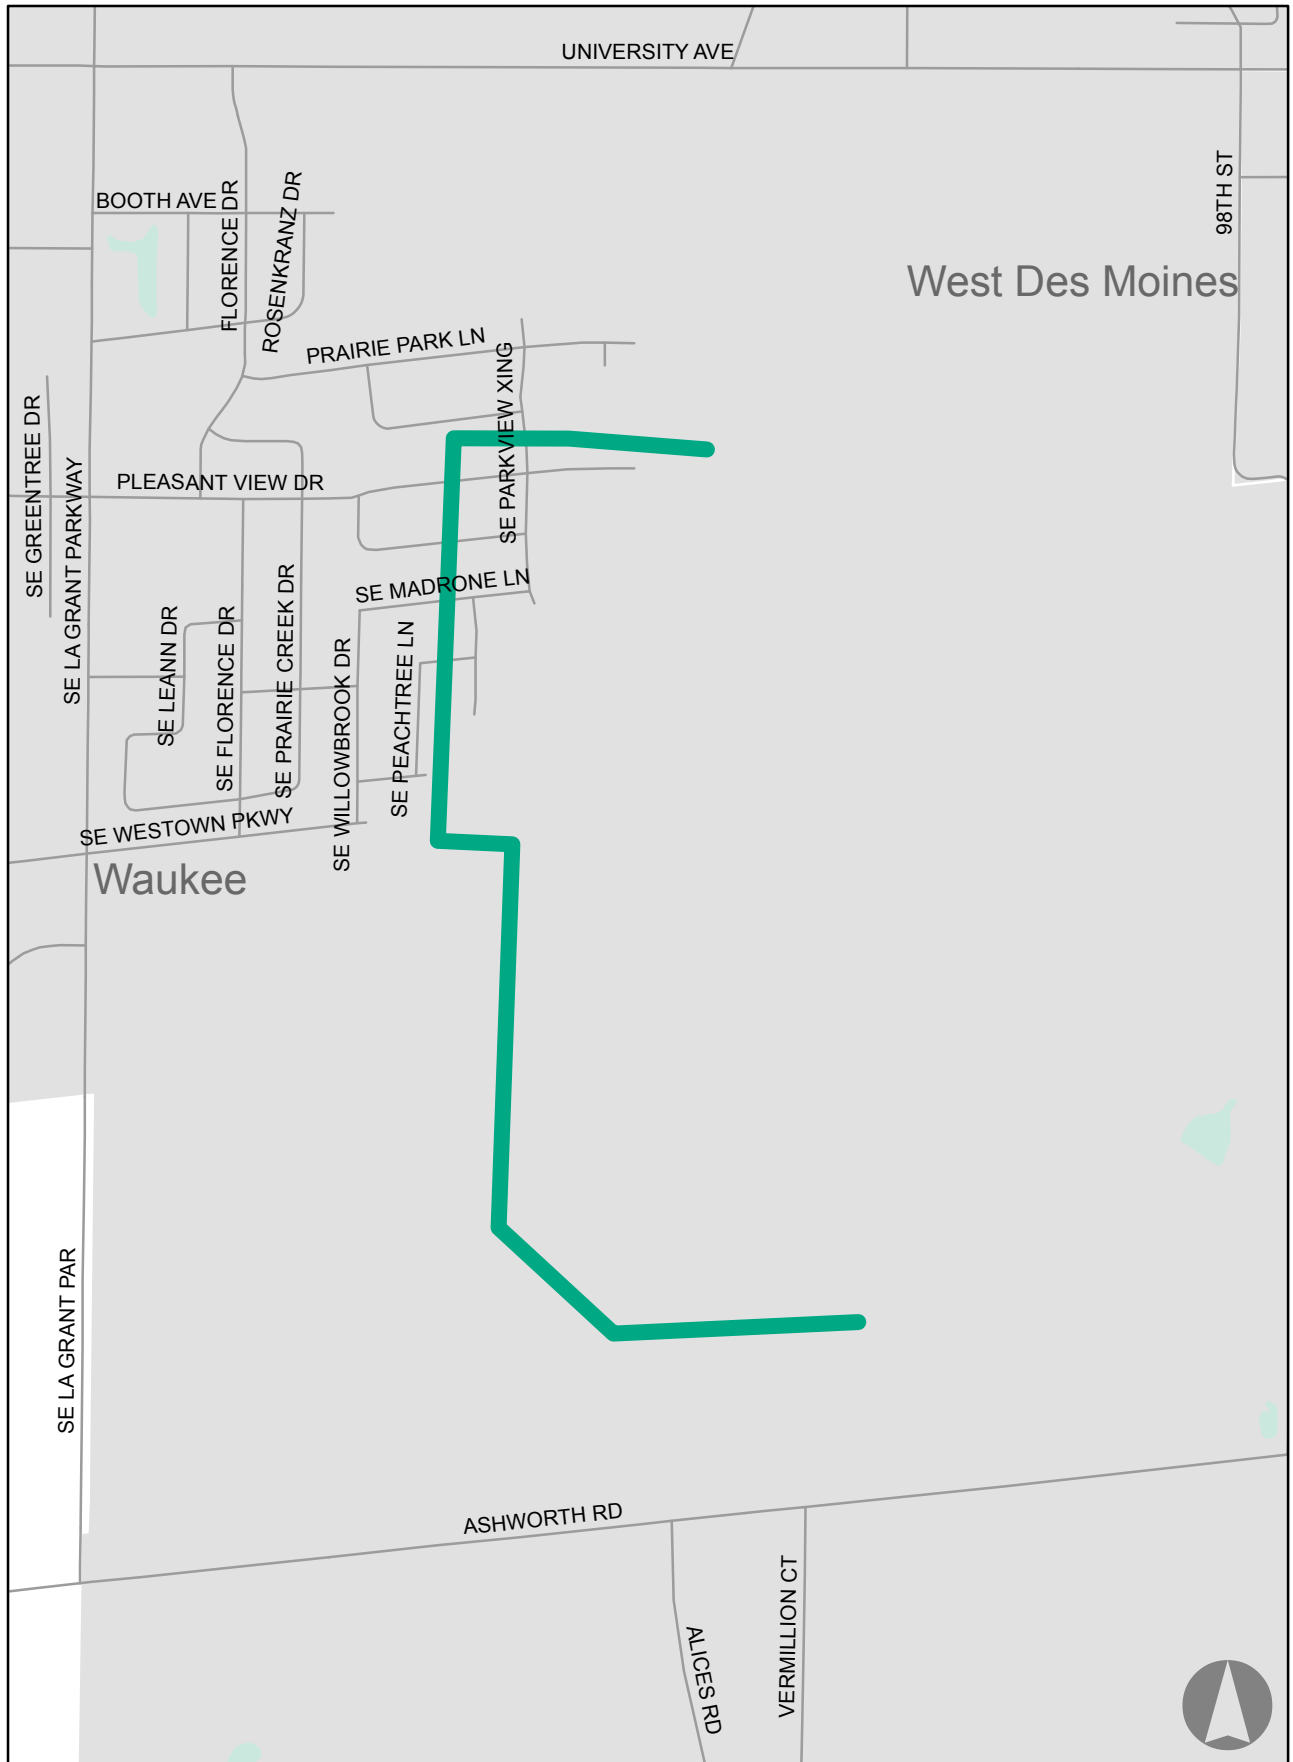 UNIVERSITY AVE
98TH ST
BOOTH AVE
FLORENCE DR
ROSENKRANZ DR
West Des Moines
PRAIRIE PARK LN
SE PARKVIEW XING
SE GREENTREE DR
SE LA GRANT PARKWAY
PLEASANT VIEW DR
SE MADRONE LN
SE LEANN DR
SE FLORENCE DR
SE PRAIRIE CREEK DR
SE WILLOWBROOK DR
SE PEACHTREE LN
SE WESTOWN PKWY
Waukee
SE LA GRANT PAR
ASHWORTH RD
ALICES RD
VERMILLION CT